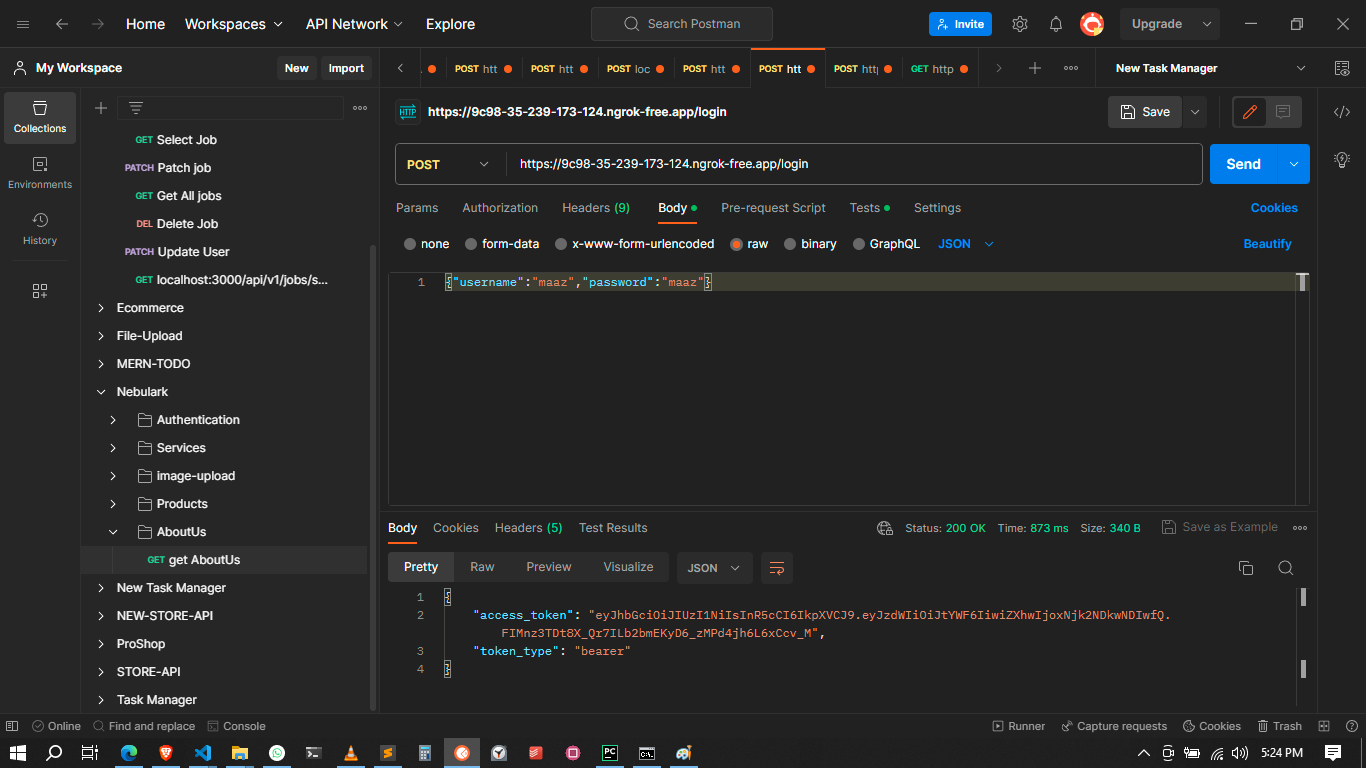 Home Workspaces API Network Explore Search Postman Invite Upgrade
My Workspace New Import POST htt POST htt POST loc POST htt POST htt POST http GET http New Task Manager
Collections
Environments
History
GET Select Job
PATCH Patch job
GET Get All jobs
DEL Delete Job
PATCH Update User
GET localhost:3000/api/v1/jobs/s...
Ecommerce
File-Upload
MERN-TODO
Nebulark
Authentication
Services
image-upload
Products
AboutUs
GET get AboutUs
New Task Manager
NEW-STORE-API
ProShop
STORE-API
Task Manager
HTTP https://9c98-35-239-173-124.ngrok-free.app/login Save
POST https://9c98-35-239-173-124.ngrok-free.app/login Send
Params Authorization Headers (9) Body Pre-request Script Tests Settings Cookies
none form-data x-www-form-urlencoded raw binary GraphQL JSON Beautify
1 {"username":"maaz","password":"maaz"}
Body Cookies Headers (5) Test Results Status: 200 OK Time: 873 ms Size: 340 B Save as Example
Pretty Raw Preview Visualize JSON
1 {
2 "access_token": "eyJhbGciOiJIUzI1NiIsInR5cCI6IkpXVCJ9.eyJzdWIiOiJtYWF6IiwiZXhwIjoxNjk2NDkwNDIwfQ.
FIMnz3TDt8X_Qr7ILb2bmEKyD6_zMPd4jh6L6xCcv_M",
3 "token_type": "bearer"
4 }
Online Find and replace Console Runner Capture requests Cookies Trash
PC 5:24 PM